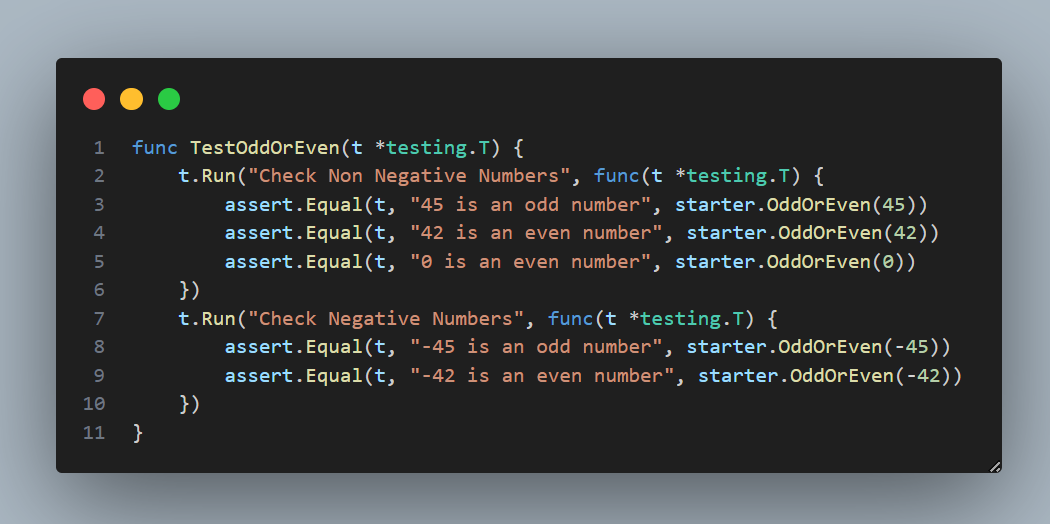 1 func TestOddOrEven(t *testing.T) {
2     t.Run("Check Non Negative Numbers", func(t *testing.T) {
3         assert.Equal(t, "45 is an odd number", starter.OddOrEven(45))
4         assert.Equal(t, "42 is an even number", starter.OddOrEven(42))
5         assert.Equal(t, "0 is an even number", starter.OddOrEven(0))
6     })
7     t.Run("Check Negative Numbers", func(t *testing.T) {
8         assert.Equal(t, "-45 is an odd number", starter.OddOrEven(-45))
9         assert.Equal(t, "-42 is an even number", starter.OddOrEven(-42))
10     })
11 }